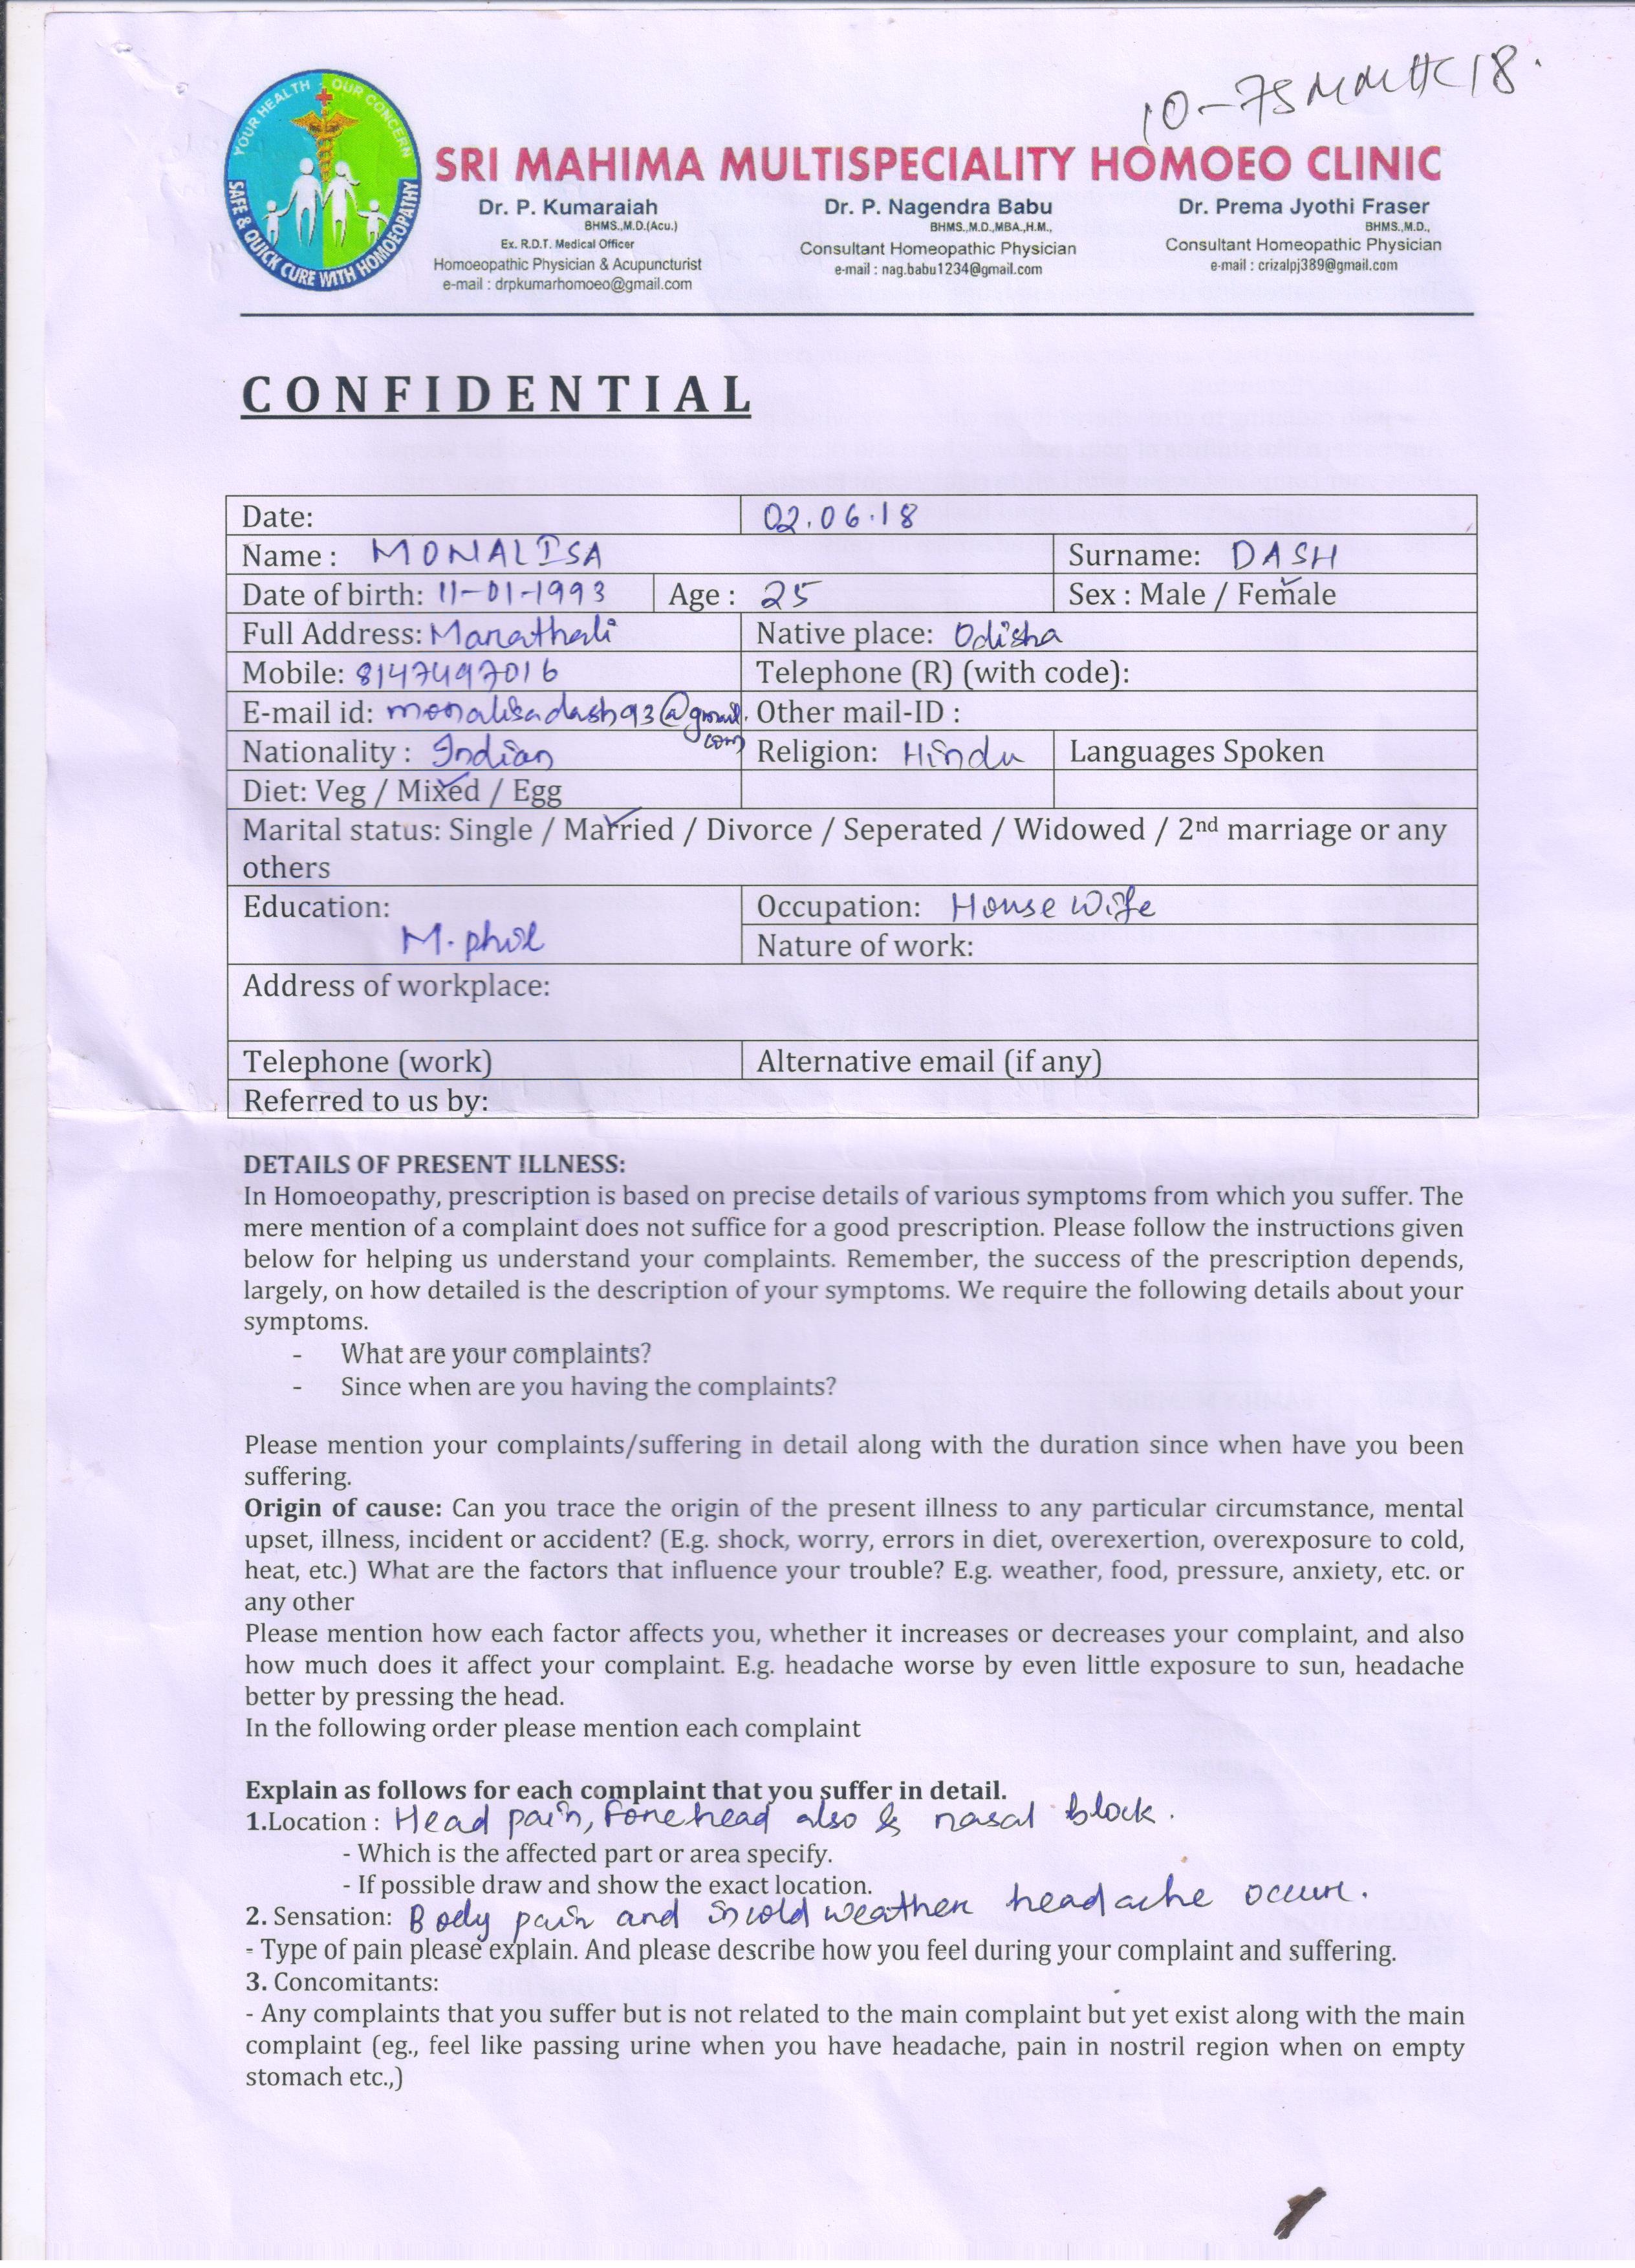 10-75MMHC18.
YOUR HEALTH - OUR CONCERN
SAFE & QUICK CURE WITH HOMOEOPATHY
SRI MAHIMA MULTISPECIALITY HOMOEO CLINIC
Dr. P. Kumaraiah Dr. P. Nagendra Babu Dr. Prema Jyothi Fraser
BHMS.,M.D.(Acu.) BHMS.,M.D.,MBA.,H.M., BHMS.,M.D.,
Ex. R.D.T. Medical Officer Consultant Homeopathic Physician Consultant Homeopathic Physician
Homoeopathic Physician & Acupuncturist e-mail : nag.babu1234@gmail.com e-mail : crizalpj389@gmail.com
e-mail : drpkumarhomoeo@gmail.com
CONFIDENTIAL
Date: 02.06.18
Name : MONALISA Surname: DASH
Date of birth: 11-01-1993 Age : 25 Sex : Male / Female
Full Address: Marathali Native place: Odisha
Mobile: 8147497016 Telephone (R) (with code):
E-mail id: monalisadash93@gmail.com Other mail-ID :
Nationality : Indian Religion: Hindu Languages Spoken
Diet: Veg / Mixed / Egg
Marital status: Single / Married / Divorce / Seperated / Widowed / 2nd marriage or any
others
Education: Occupation: House Wife
M.phil Nature of work:
Address of workplace:
Telephone (work) Alternative email (if any)
Referred to us by:
DETAILS OF PRESENT ILLNESS:
In Homoeopathy, prescription is based on precise details of various symptoms from which you suffer. The
mere mention of a complaint does not suffice for a good prescription. Please follow the instructions given
below for helping us understand your complaints. Remember, the success of the prescription depends,
largely, on how detailed is the description of your symptoms. We require the following details about your
symptoms.
- What are your complaints?
- Since when are you having the complaints?
Please mention your complaints/suffering in detail along with the duration since when have you been
suffering.
Origin of cause: Can you trace the origin of the present illness to any particular circumstance, mental
upset, illness, incident or accident? (E.g. shock, worry, errors in diet, overexertion, overexposure to cold,
heat, etc.) What are the factors that influence your trouble? E.g. weather, food, pressure, anxiety, etc. or
any other
Please mention how each factor affects you, whether it increases or decreases your complaint, and also
how much does it affect your complaint. E.g. headache worse by even little exposure to sun, headache
better by pressing the head.
In the following order please mention each complaint
Explain as follows for each complaint that you suffer in detail.
1.Location : Head pain, Forehead also & nasal block.
- Which is the affected part or area specify.
- If possible draw and show the exact location.
2. Sensation: Body pain and in cold weather headache occure.
- Type of pain please explain. And please describe how you feel during your complaint and suffering.
3. Concomitants:
- Any complaints that you suffer but is not related to the main complaint but yet exist along with the main
complaint (eg., feel like passing urine when you have headache, pain in nostril region when on empty
stomach etc.,)